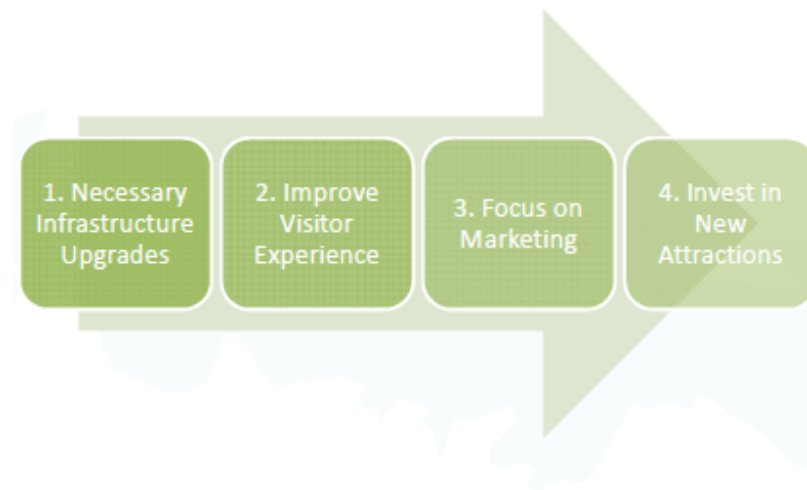 1. Necessary
Infrastructure
Upgrades
2. Improve
Visitor
Experience
3. Focus on
Marketing
4. Invest in
New
Attractions